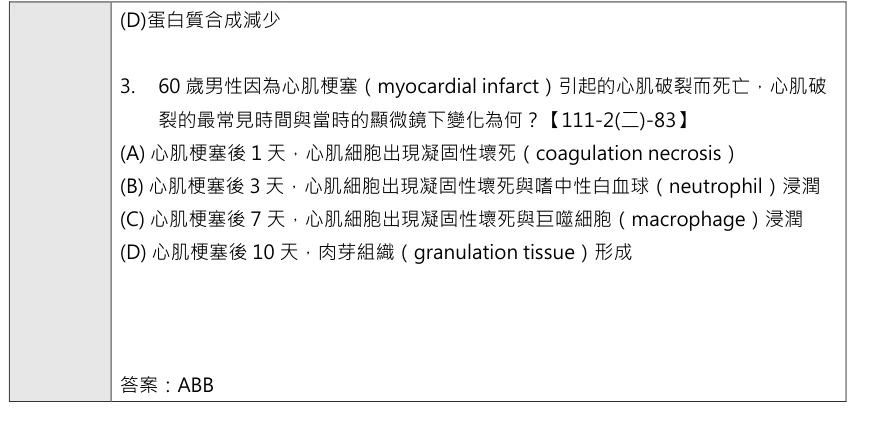 (D)蛋白質合成減少
3. 60 歲男性因為心肌梗塞（myocardial infarct）引起的心肌破裂而死亡，心肌破
裂的最常見時間與當時的顯微鏡下變化為何？【111-2(二)-83】
(A) 心肌梗塞後 1 天，心肌細胞出現凝固性壞死（coagulation necrosis）
(B) 心肌梗塞後 3 天，心肌細胞出現凝固性壞死與嗜中性白血球（neutrophil）浸潤
(C) 心肌梗塞後 7 天，心肌細胞出現凝固性壞死與巨噬細胞（macrophage）浸潤
(D) 心肌梗塞後 10 天，肉芽組織（granulation tissue）形成
答案：ABB